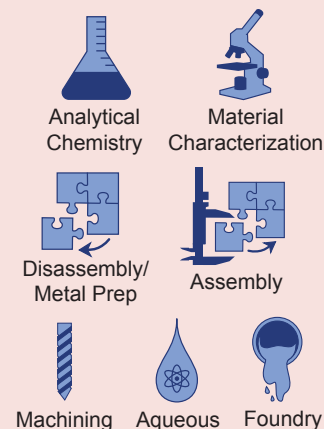 Analytical
Chemistry
Material
Characterization
Disassembly/
Metal Prep
Assembly
Machining
Aqueous
Foundry